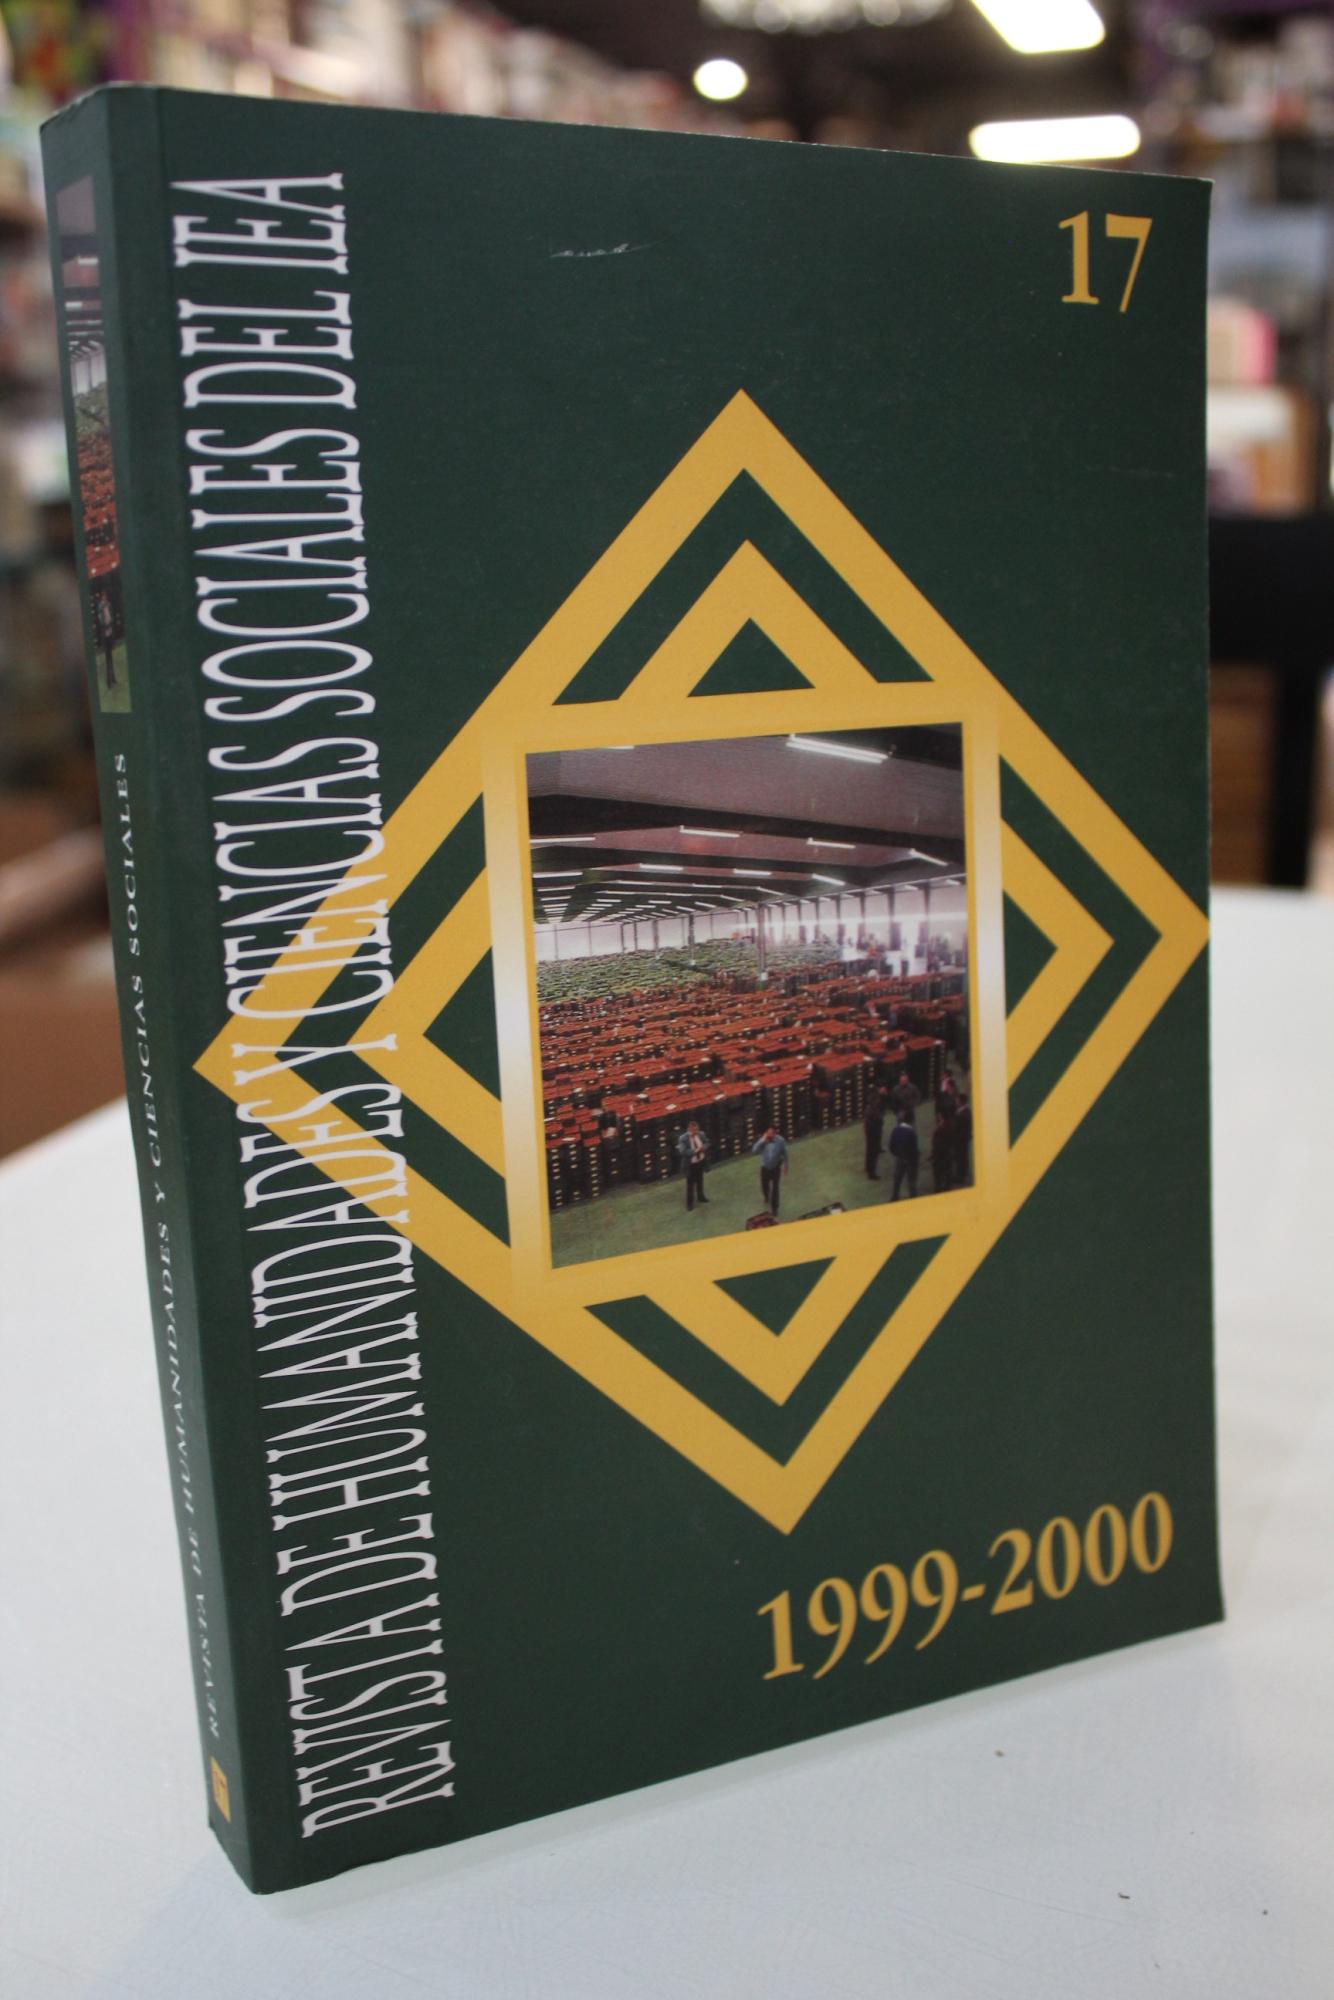 17
REVISTA DE HUMANIDADES Y CIENCIAS SOCIALES DEL IEA
1999-2000
REVISTA DE HUMANIDADES Y CIENCIAS SOCIALES